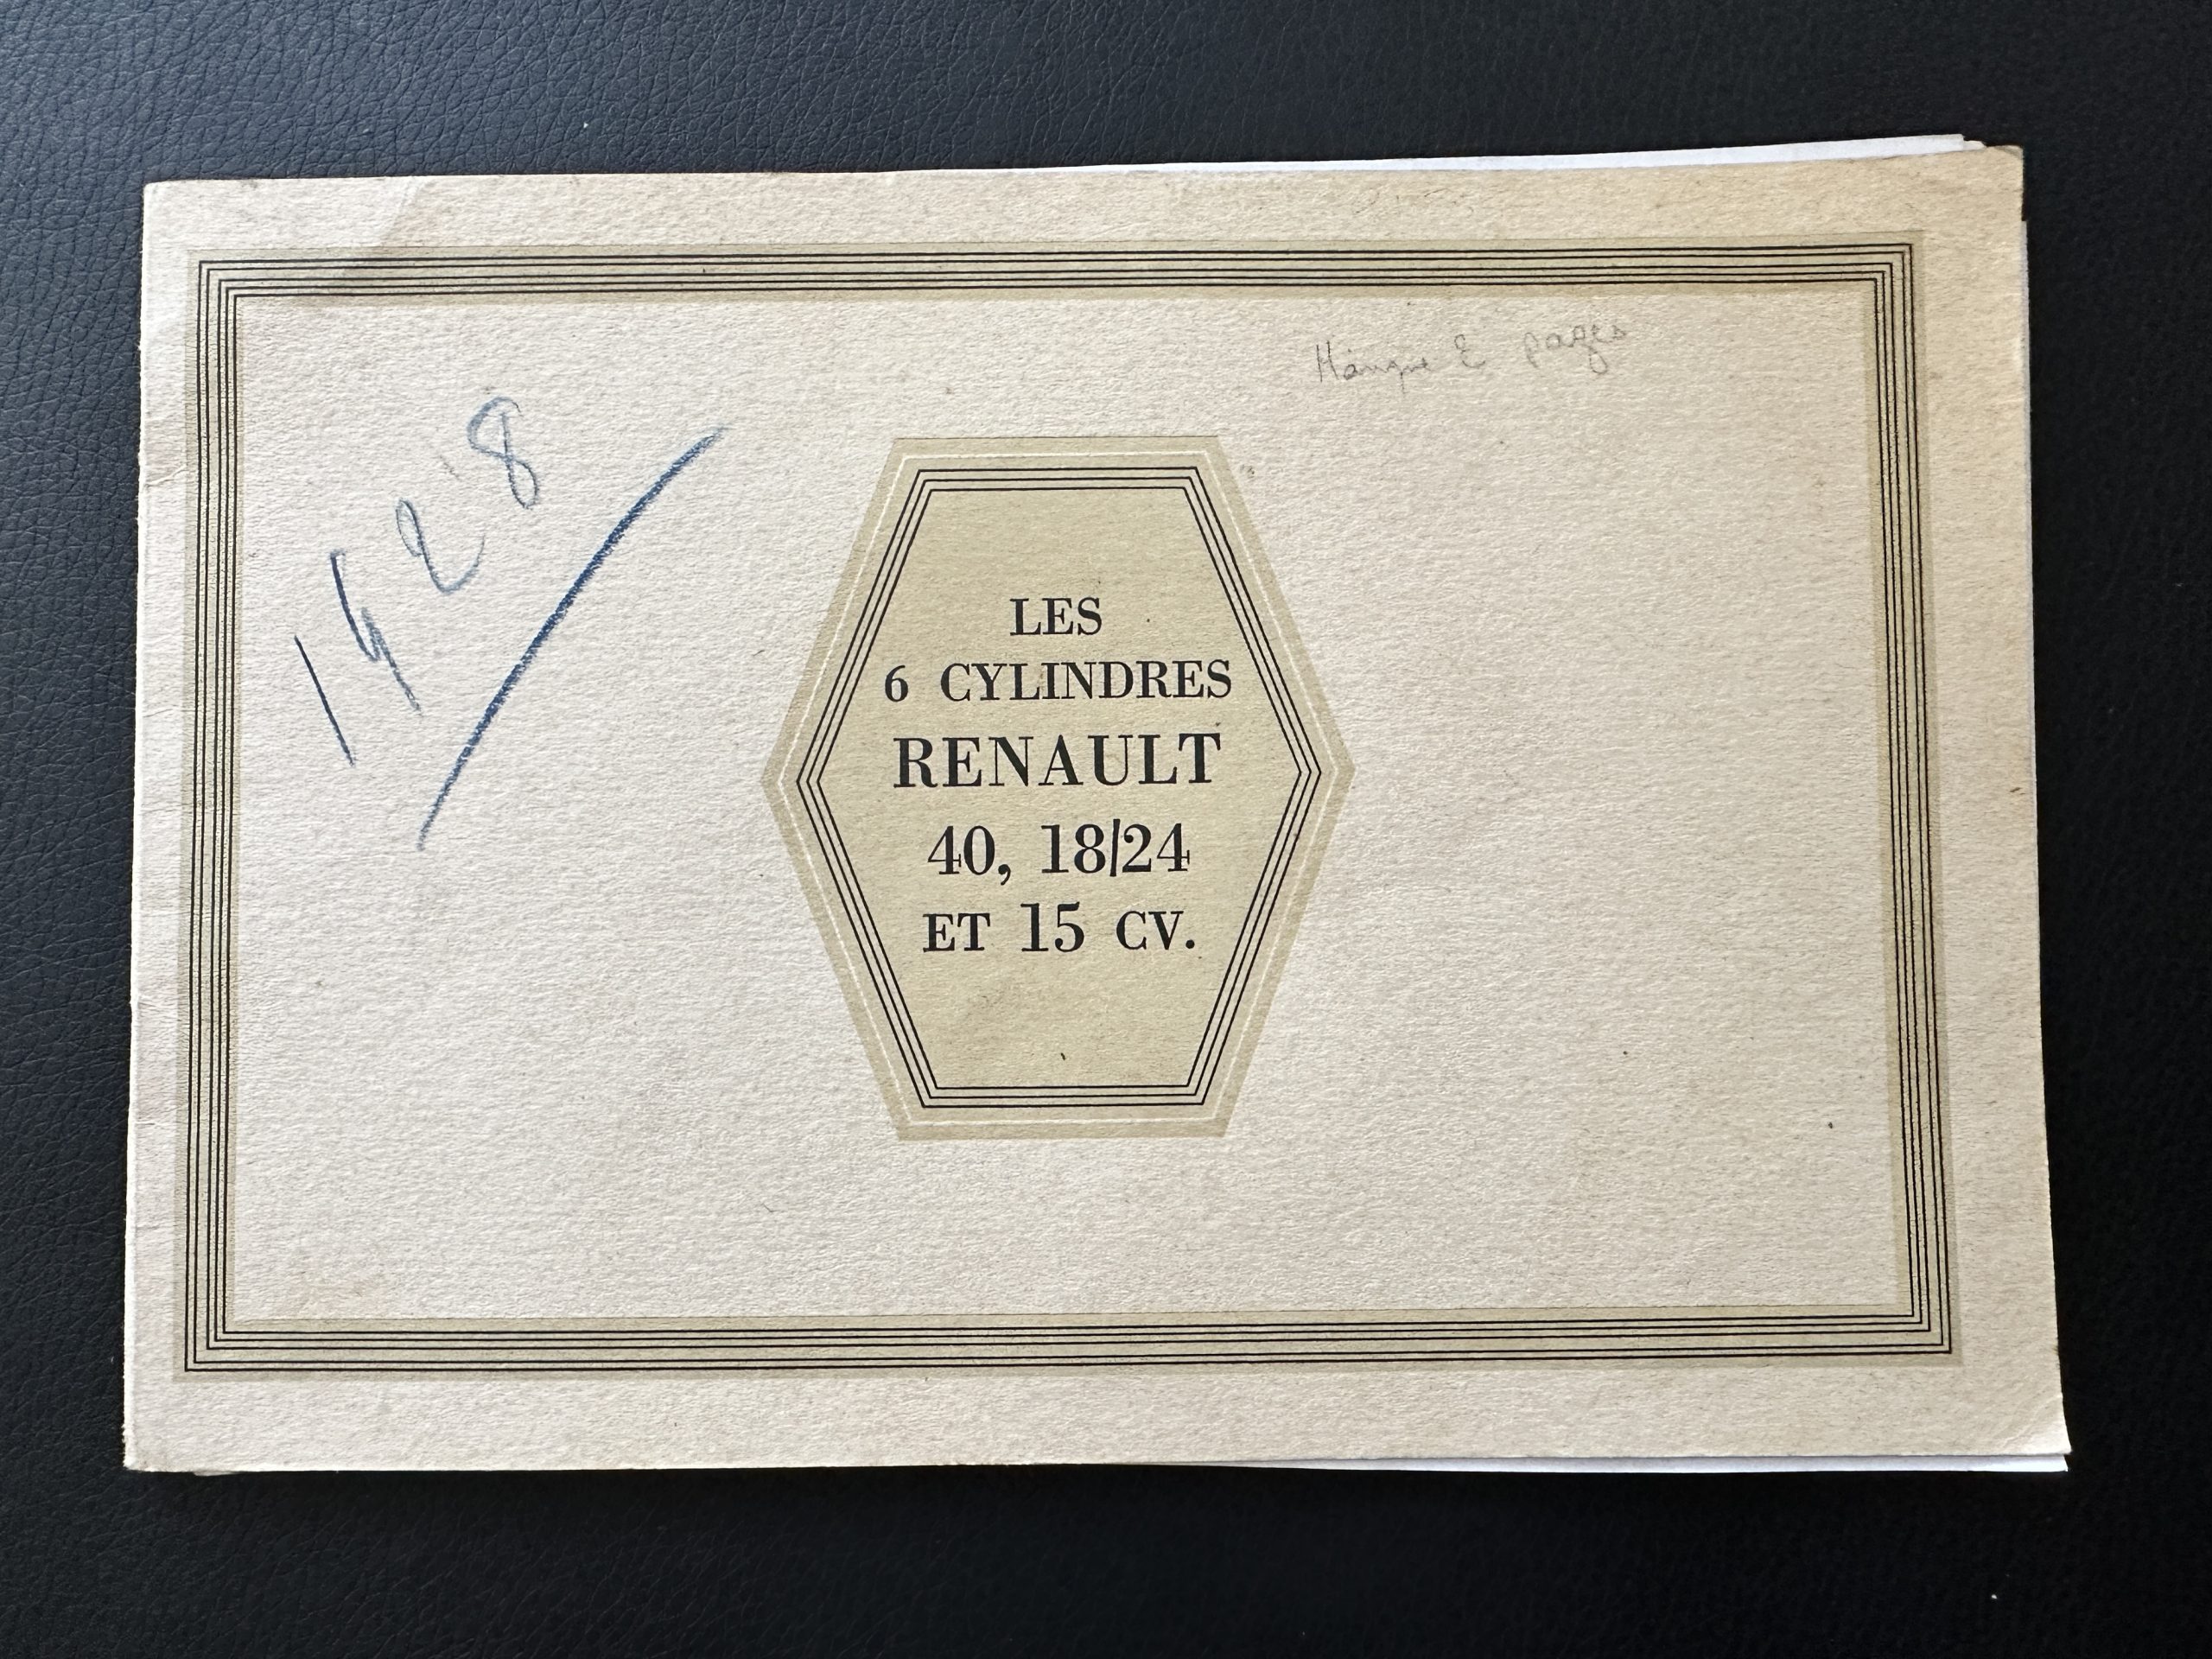 Manque 2 pages
1928
LES
6 CYLINDRES
RENAULT
40, 18/24
ET 15 CV.